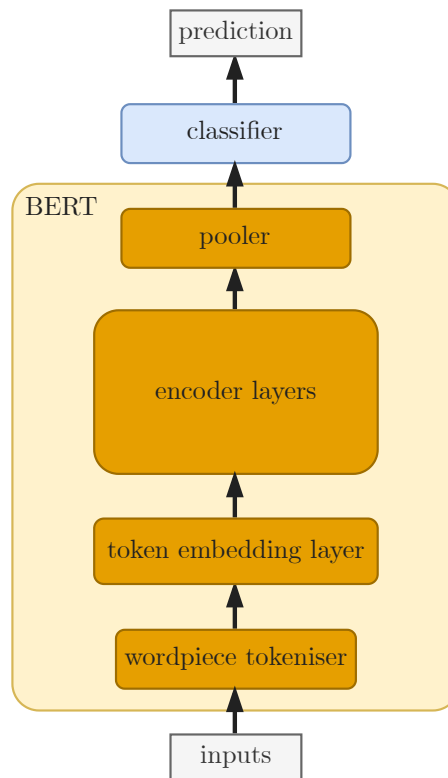 prediction
classifier
BERT
pooler
encoder layers
token embedding layer
wordpiece tokeniser
inputs